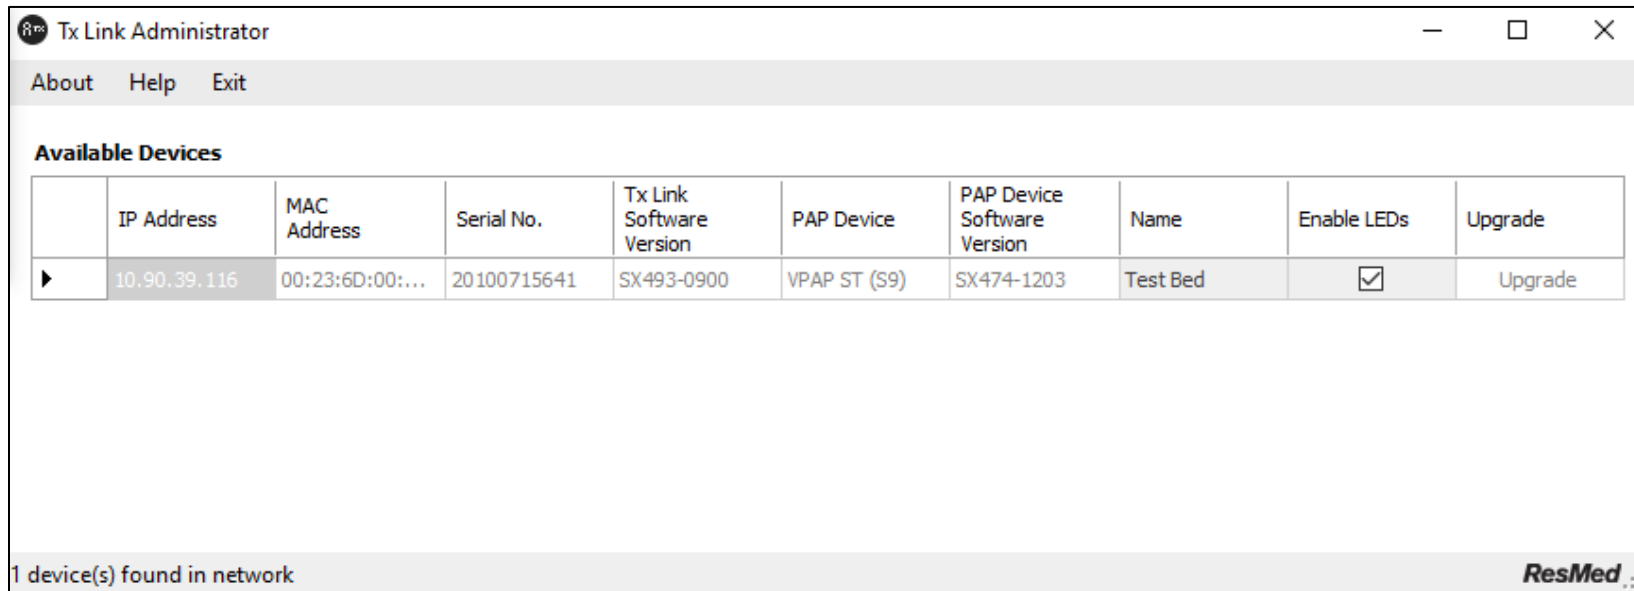 Tx Link Administrator
About Help Exit
Available Devices
IP Address MAC Address Serial No. Tx Link Software Version PAP Device PAP Device Software Version Name Enable LEDs Upgrade
10.90.39.116 00:23:6D:00:... 20100715641 SX493-0900 VPAP ST (S9) SX474-1203 Test Bed Upgrade
1 device(s) found in network ResMed